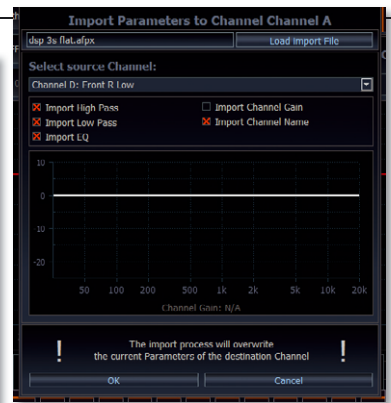 Import Parameters to Channel Channel A
dsp 3s flat.afpx
Load Import File
Select source Channel:
Channel D: Front R Low
Import High Pass
Import Channel Gain
Import Low Pass
Import Channel Name
Import EQ
10
0
-10
-20
50 100 200 500 1k 2k 5k 10k 20k
Channel Gain: N/A
! The import process will overwrite !
the current Parameters of the destination Channel
OK Cancel